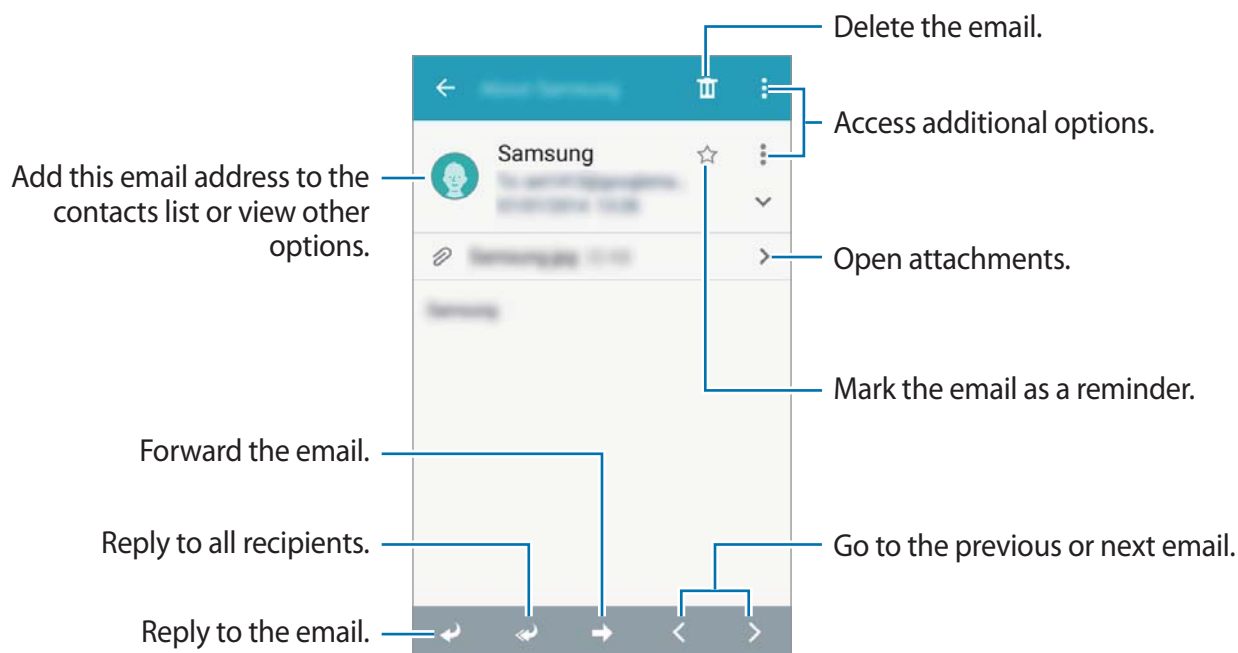 Delete the email.
Access additional options.
Samsung
Add this email address to the
contacts list or view other
options.
Open attachments.
Mark the email as a reminder.
Forward the email.
Reply to all recipients.
Go to the previous or next email.
Reply to the email.